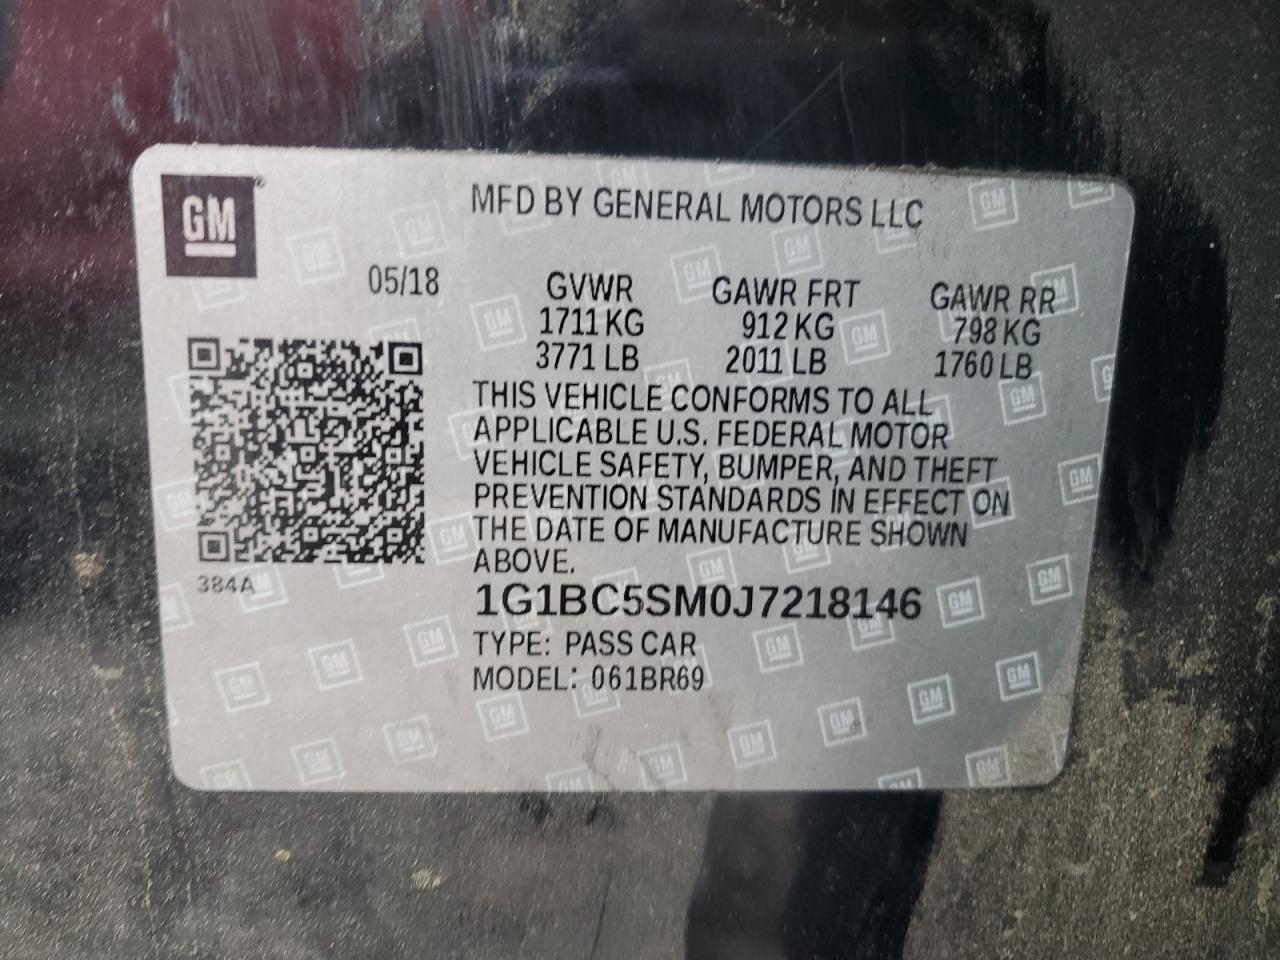 GM
MFD BY GENERAL MOTORS LLC
05/18
GVWR GAWR FRT GAWR RR
1711 KG 912 KG 798 KG
3771 LB 2011 LB 1760 LB
THIS VEHICLE CONFORMS TO ALL
APPLICABLE U.S. FEDERAL MOTOR
VEHICLE SAFETY, BUMPER, AND THEFT
PREVENTION STANDARDS IN EFFECT ON
THE DATE OF MANUFACTURE SHOWN
ABOVE.
384A
1G1BC5SM0J7218146
TYPE: PASS CAR
MODEL: 061BR69